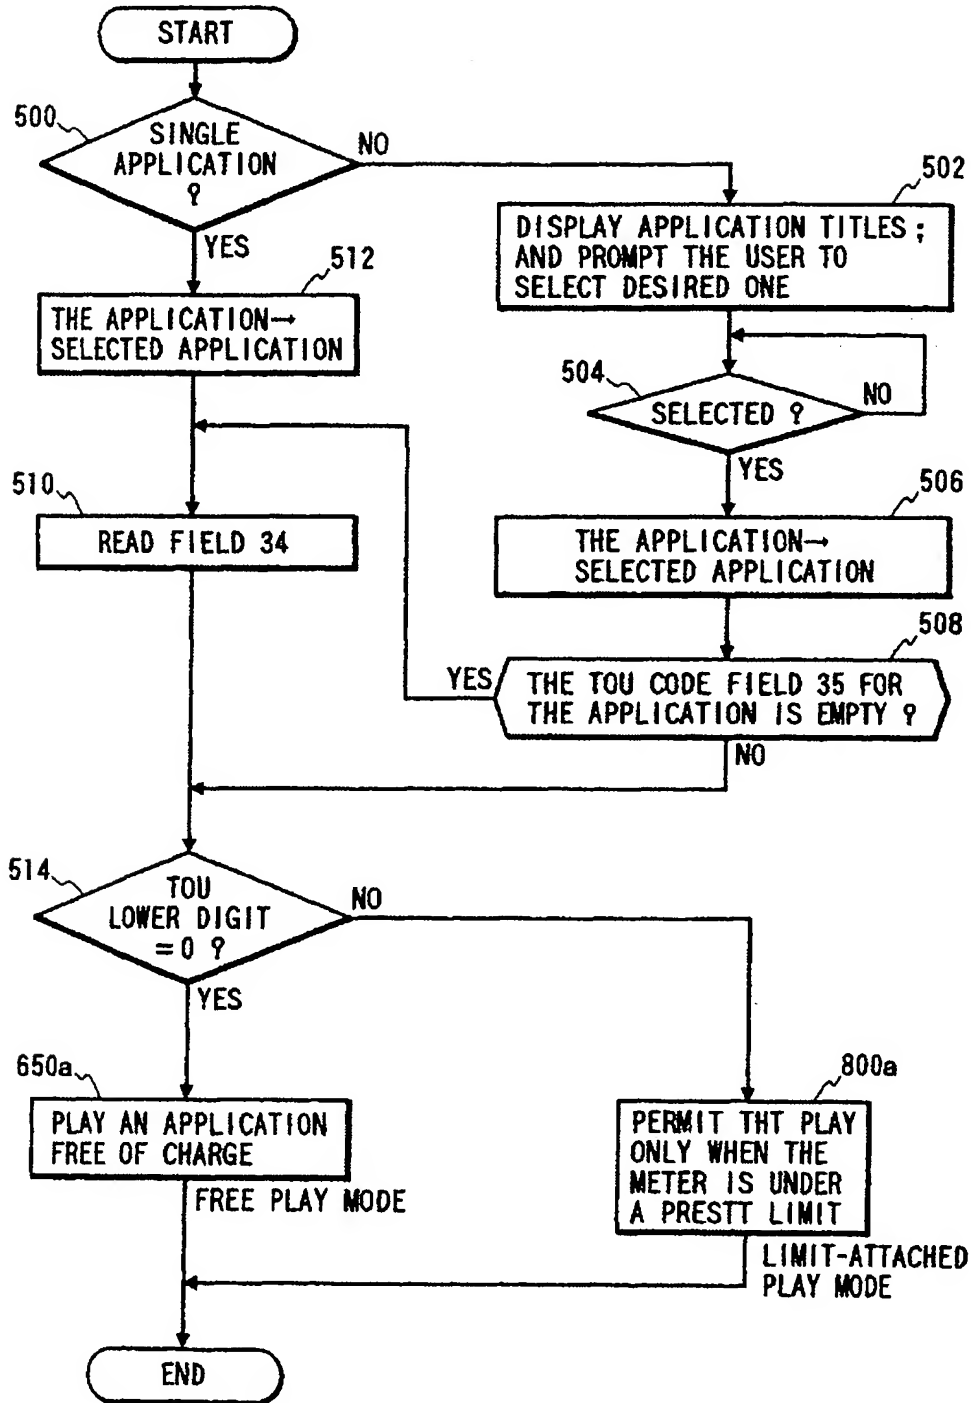 START
500
SINGLE
APPLICATION
?
NO
YES
502
DISPLAY APPLICATION TITLES;
AND PROMPT THE USER TO
SELECT DESIRED ONE
512
THE APPLICATION→
SELECTED APPLICATION
504
SELECTED ?
NO
YES
510
READ FIELD 34
506
THE APPLICATION→
SELECTED APPLICATION
508
YES
THE TOU CODE FIELD 35 FOR
THE APPLICATION IS EMPTY ?
NO
514
TOU
LOWER DIGIT
=0 ?
NO
YES
650a
PLAY AN APPLICATION
FREE OF CHARGE
FREE PLAY MODE
800a
PERMIT THT PLAY
ONLY WHEN THE
METER IS UNDER
A PRESTT LIMIT
LIMIT-ATTACHED
PLAY MODE
END